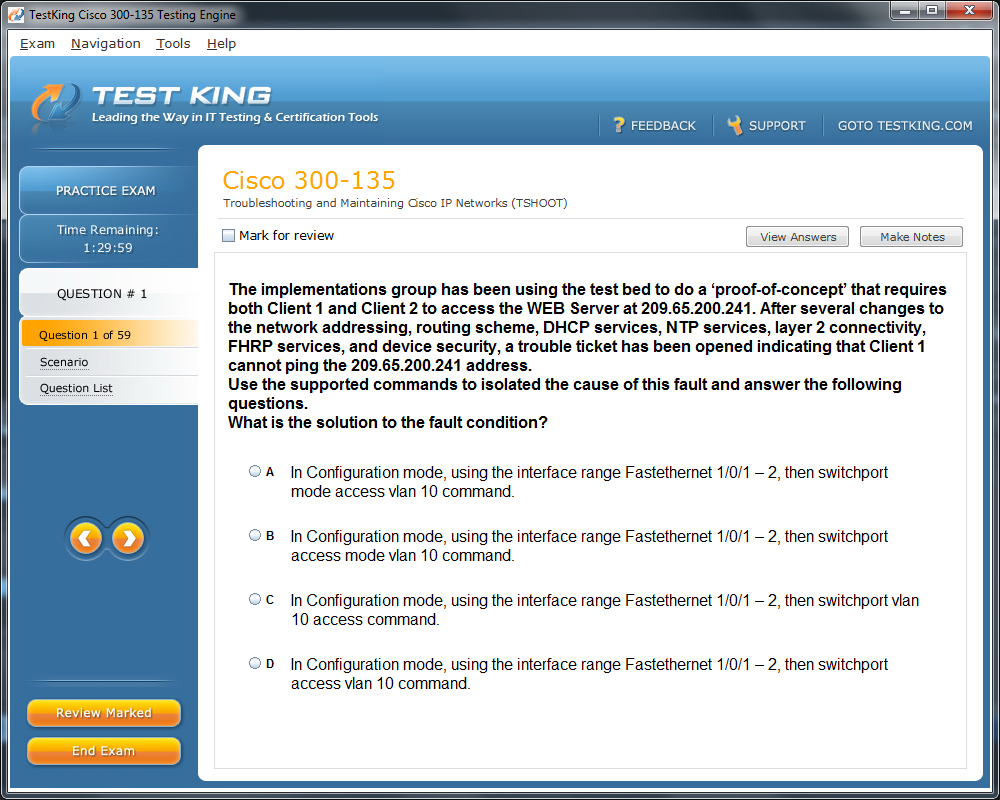 TestKing Cisco 300-135 Testing Engine
Exam Navigation Tools Help
TEST KING
Leading the Way in IT Testing & Certification Tools
? FEEDBACK SUPPORT GOTO TESTKING.COM
PRACTICE EXAM
Time Remaining:
1:29:59
QUESTION # 1
Question 1 of 59
Scenario
Question List
Review Marked
End Exam
Cisco 300-135
Troubleshooting and Maintaining Cisco IP Networks (TSHOOT)
Mark for review View Answers Make Notes
The implementations group has been using the test bed to do a ‘proof-of-concept’ that requires
both Client 1 and Client 2 to access the WEB Server at 209.65.200.241. After several changes to
the network addressing, routing scheme, DHCP services, NTP services, layer 2 connectivity,
FHRP services, and device security, a trouble ticket has been opened indicating that Client 1
cannot ping the 209.65.200.241 address.
Use the supported commands to isolated the cause of this fault and answer the following
questions.
What is the solution to the fault condition?
A In Configuration mode, using the interface range Fastethernet 1/0/1 – 2, then switchport
mode access vlan 10 command.
B In Configuration mode, using the interface range Fastethernet 1/0/1 – 2, then switchport
access mode vlan 10 command.
C In Configuration mode, using the interface range Fastethernet 1/0/1 – 2, then switchport vlan
10 access command.
D In Configuration mode, using the interface range Fastethernet 1/0/1 – 2, then switchport
access vlan 10 command.